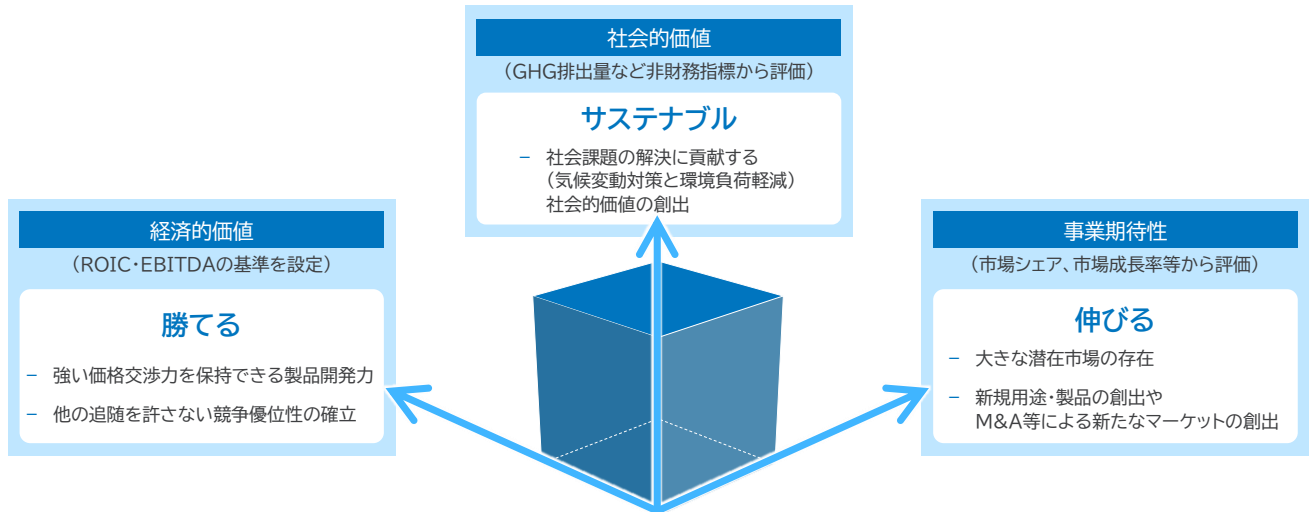 社会的価値
（GHG排出量など非財務指標から評価）
サステナブル
－ 社会課題の解決に貢献する
（気候変動対策と環境負荷軽減）
社会的価値の創出
経済的価値
（ROIC・EBITDAの基準を設定）
勝てる
－ 強い価格交渉力を保持できる製品開発力
－ 他の追随を許さない競争優位性の確立
事業期待性
（市場シェア、市場成長率等から評価）
伸びる
－ 大きな潜在市場の存在
－ 新規用途・製品の創出や
M&A等による新たなマーケットの創出